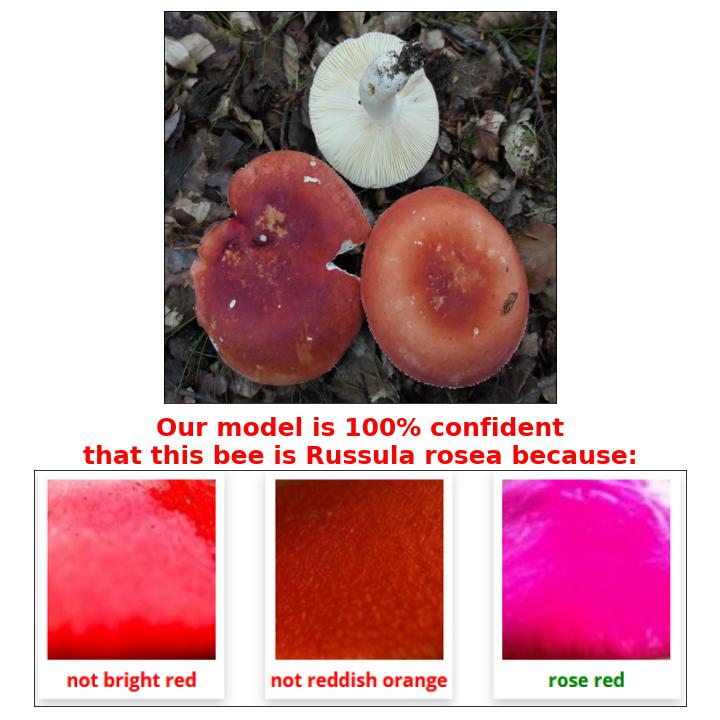 Our model is 100% confident
that this bee is Russula rosea because:
not bright red
not reddish orange
rose red